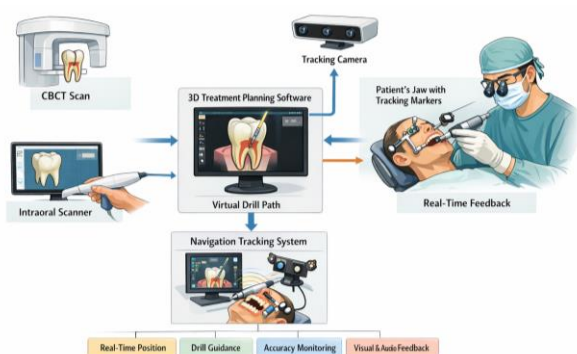 CBCT Scan
Tracking Camera
3D Treatment Planning Software
Patient's Jaw with
Tracking Markers
Intraoral Scanner
Virtual Drill Path
Real-Time Feedback
Navigation Tracking System
Real-Time Position
Drill Guidance
Accuracy Monitoring
Visual & Audio Feedback